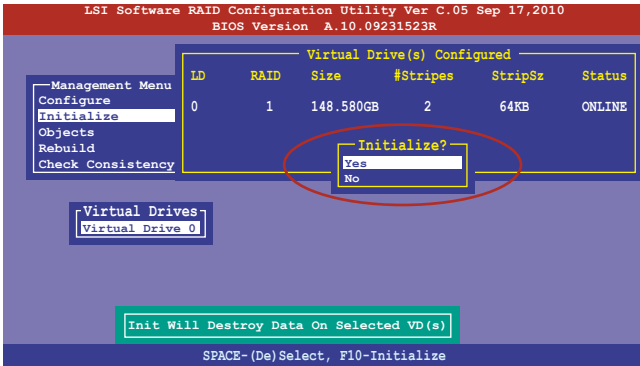 LSI Software RAID Configuration Utility Ver C.05 Sep 17,2010
BIOS Version A.10.09231523R
Virtual Drive(s) Configured
LD RAID Size #Stripes StripSz Status
0 1 148.580GB 2 64KB ONLINE
Management Menu
Configure
Initialize
Objects
Rebuild
Check Consistency
Initialize?
Yes
No
Virtual Drives
Virtual Drive 0
Init Will Destroy Data On Selected VD(s)
SPACE-(De)Select, F10-Initialize